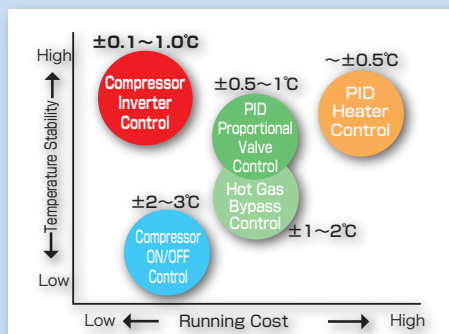 ±0.1～1.0℃
High
Compressor
Inverter
Control
±0.5～1℃
～±0.5℃
PID
Heater
Control
PID
Proportional
Valve
Control
Temperature Stability
±2～3℃
Hot Gas
Bypass
Control
±1～2℃
Compressor
ON/OFF
Control
Low
Low ← Running Cost → High